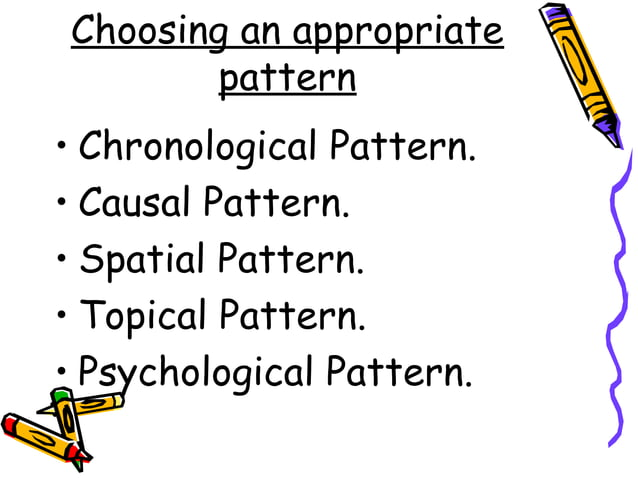 Choosing an appropriate
pattern
• Chronological Pattern.
• Causal Pattern.
• Spatial Pattern.
• Topical Pattern.
• Psychological Pattern.